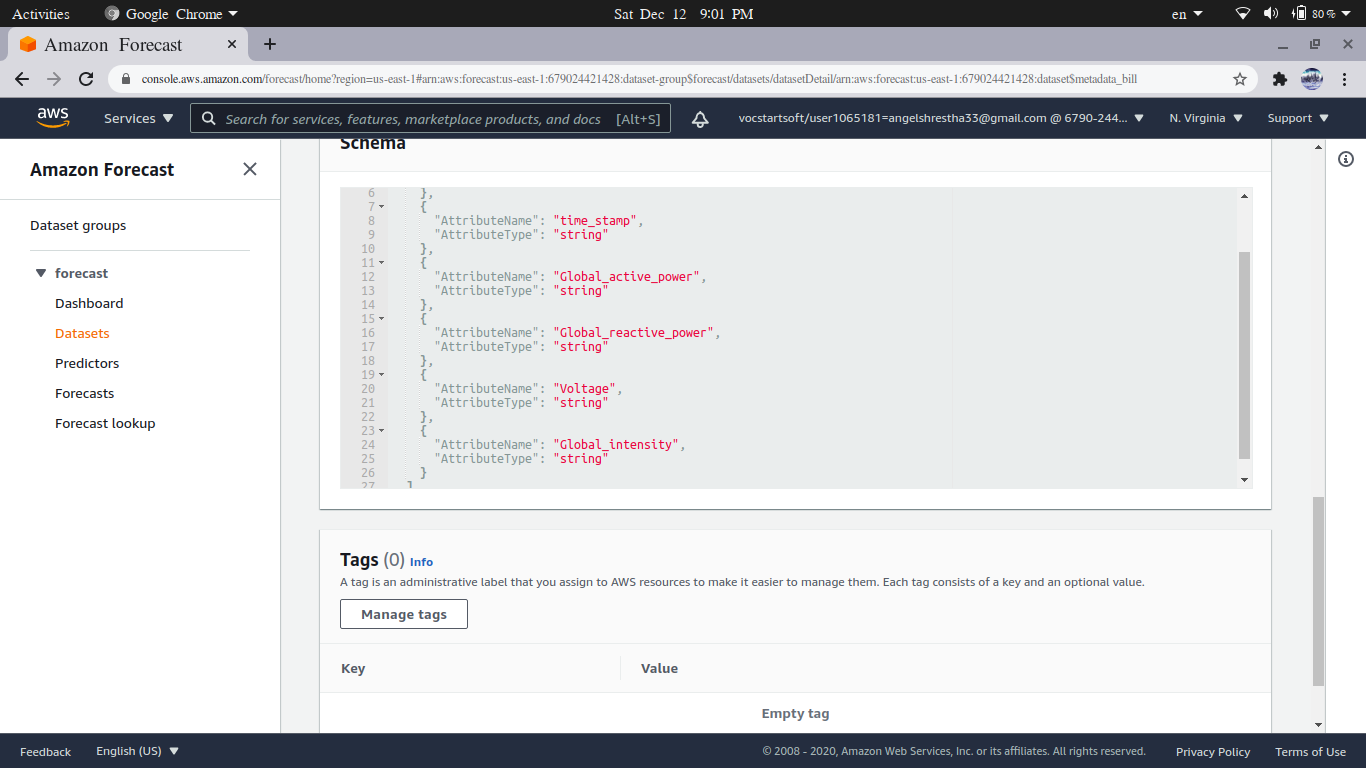 Activities
Google Chrome
Sat Dec 12 9:01 PM
en
80 %
Amazon Forecast
console.aws.amazon.com/forecast/home?region=us-east-1#arn:aws:forecast:us-east-1:679024421428:dataset-group$forecast/datasets/datasetDetail/arn:aws:forecast:us-east-1:679024421428:dataset$metadata_bill
aws
Services
Search for services, features, marketplace products, and docs [Alt+S]
vocstartsoft/user1065181=angelshrestha33@gmail.com @ 6790-244...
N. Virginia
Support
Amazon Forecast
Dataset groups
forecast
Dashboard
Datasets
Predictors
Forecasts
Forecast lookup
Schema
6 },
7 {
8 "AttributeName": "time_stamp",
9 "AttributeType": "string"
10 },
11 {
12 "AttributeName": "Global_active_power",
13 "AttributeType": "string"
14 },
15 {
16 "AttributeName": "Global_reactive_power",
17 "AttributeType": "string"
18 },
19 {
20 "AttributeName": "Voltage",
21 "AttributeType": "string"
22 },
23 {
24 "AttributeName": "Global_intensity",
25 "AttributeType": "string"
26 }
27 ]
Tags (0) Info
A tag is an administrative label that you assign to AWS resources to make it easier to manage them. Each tag consists of a key and an optional value.
Manage tags
Key Value
Empty tag
Feedback
English (US)
© 2008 - 2020, Amazon Web Services, Inc. or its affiliates. All rights reserved.
Privacy Policy
Terms of Use